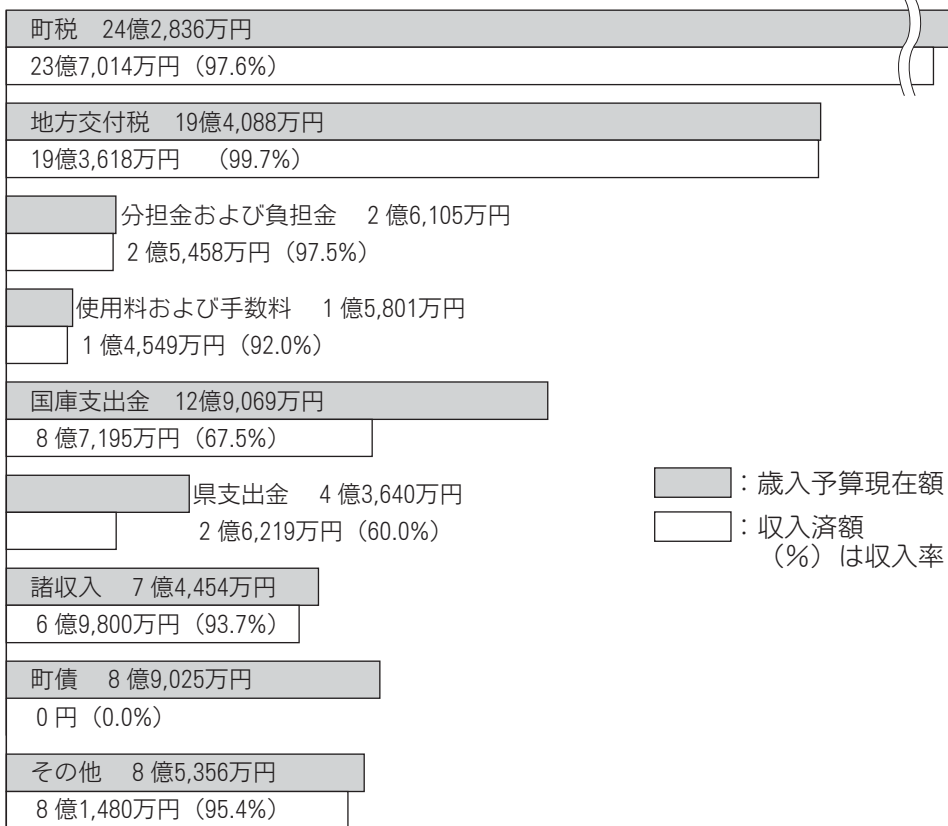 町税　24億2,836万円
23億7,014万円（97.6%）
地方交付税　19億4,088万円
19億3,618万円　（99.7%）
分担金および負担金　2億6,105万円
2億5,458万円（97.5%）
使用料および手数料　1億5,801万円
1億4,549万円（92.0%）
国庫支出金　12億9,069万円
8億7,195万円（67.5%）
県支出金　4億3,640万円
2億6,219万円（60.0%）
：歳入予算現在額
：収入済額
（％）は収入率
諸収入　7億4,454万円
6億9,800万円（93.7%）
町債　8億9,025万円
0円（0.0%）
その他　8億5,356万円
8億1,480万円（95.4%）